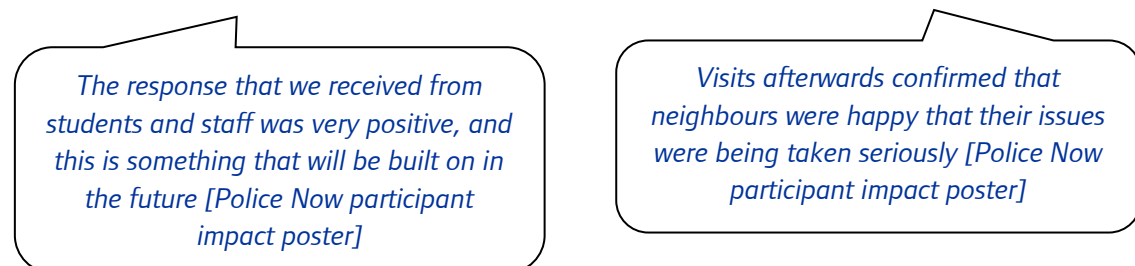 The response that we received from
students and staff was very positive, and
this is something that will be built on in
the future [Police Now participant
impact poster]
Visits afterwards confirmed that
neighbours were happy that their issues
were being taken seriously [Police Now
participant impact poster]